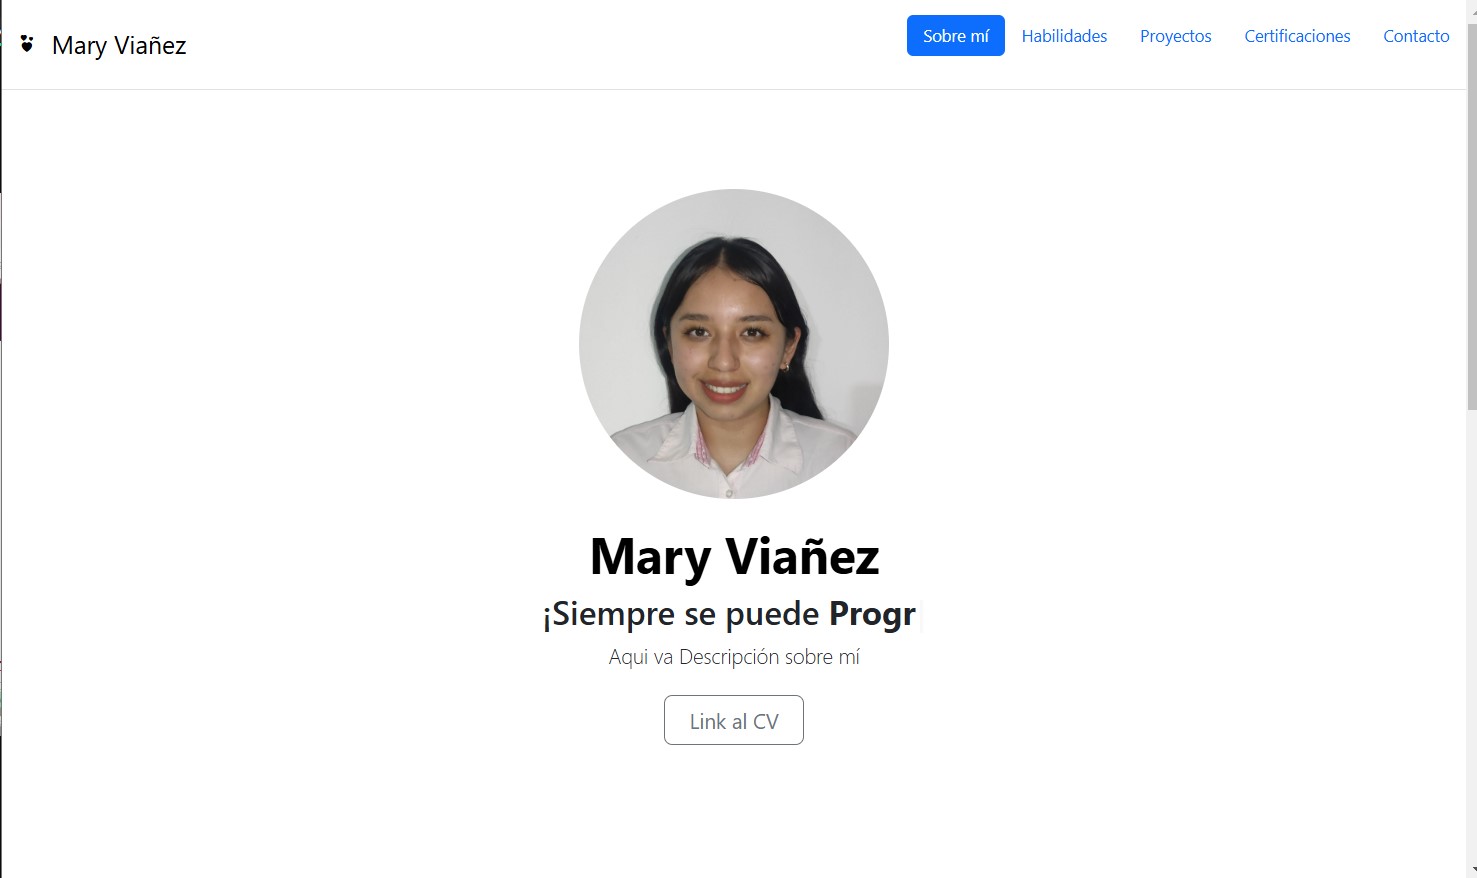 Mary Viañez
Sobre mí Habilidades Proyectos Certificaciones Contacto
Mary Viañez
¡Siempre se puede Progr
Aqui va Descripción sobre mí
Link al CV